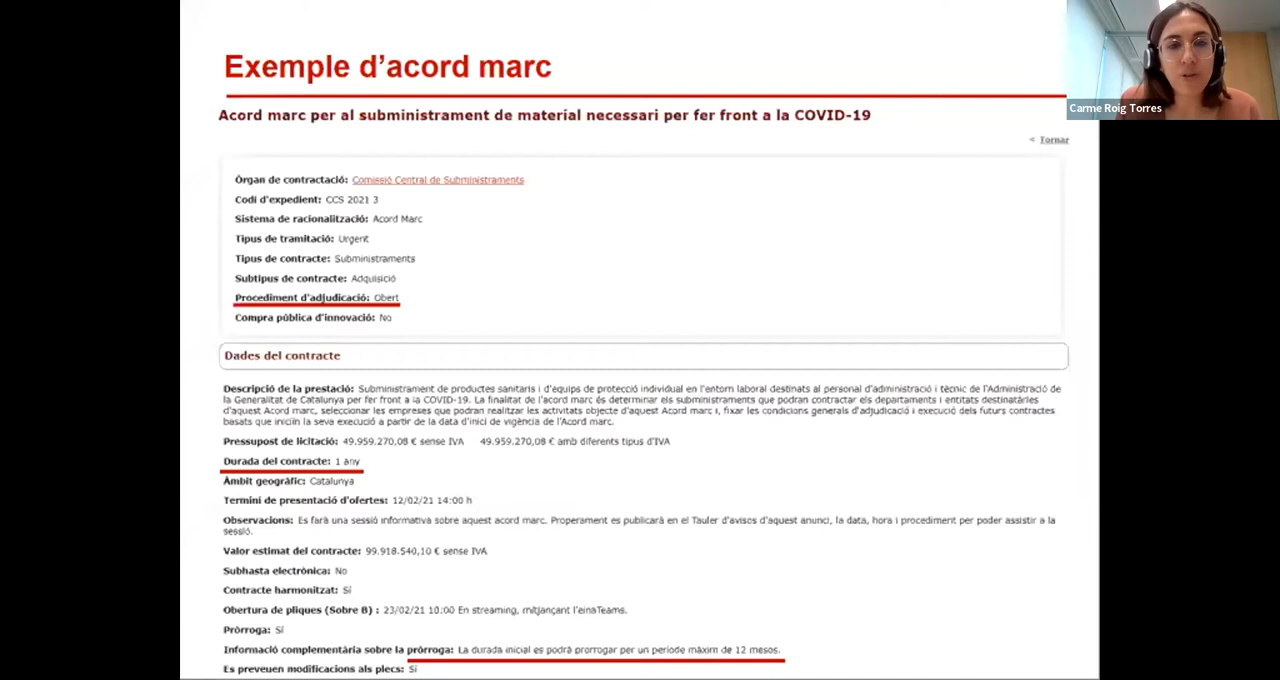 Exemple d'acord marc
Carme Roig Torres
Acord marc per al subministrament de material necessari per fer front a la COVID-19
< Tornar
Òrgan de contractació: Comissió Central de Subministraments
Codi d'expedient: CCS 2021 3
Sistema de racionalització: Acord Marc
Tipus de tramitació: Urgent
Tipus de contracte: Subministraments
Subtipus de contracte: Adquisició
Procediment d'adjudicació: Obert
Compra pública d'innovació: No
Dades del contracte
Descripció de la prestació: Subministrament de productes sanitaris i d'equips de protecció individual en l'entorn laboral destinats al personal d'administració i tècnic de l'Administració de
la Generalitat de Catalunya per fer front a la COVID-19. La finalitat de l'acord marc és determinar els subministraments que podran contractar els departaments i entitats destinatàries
d'aquest Acord marc, seleccionar les empreses que podran realitzar les activitats objecte d'aquest Acord marc i, fixar les condicions generals d'adjudicació i execució dels futurs contractes
basats que iniciïn la seva execució a partir de la data d'inici de vigència de l'Acord marc.
Pressupost de licitació: 49.959.270,08 € sense IVA 49.959.270,08 € amb diferents tipus d'IVA
Durada del contracte: 1 any
Àmbit geogràfic: Catalunya
Termini de presentació d'ofertes: 12/02/21 14:00 h
Observacions: Es farà una sessió informativa sobre aquest acord marc. Properament es publicarà en el Tauler d'avisos d'aquest anunci, la data, hora i procediment per poder assistir a la
sessió.
Valor estimat del contracte: 99.918.540,10 € sense IVA
Subhasta electrònica: No
Contracte harmonitzat: Sí
Obertura de pliques (Sobre B) : 23/02/21 10:00 En streaming, mitjançant l'einaTeams.
Pròrroga: Sí
Informació complementària sobre la pròrroga: La durada inicial es podrà prorrogar per un període màxim de 12 mesos.
Es preveuen modificacions als plecs: Sí